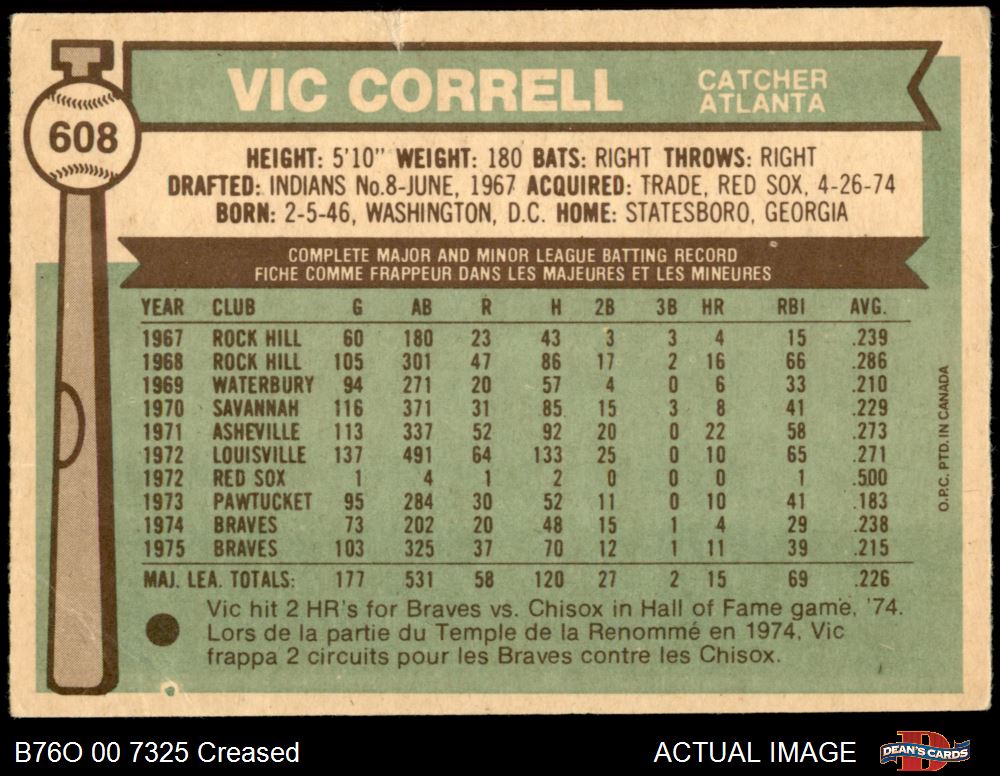 608
VIC CORRELL
CATCHER
ATLANTA
HEIGHT: 5'10" WEIGHT: 180 BATS: RIGHT THROWS: RIGHT
DRAFTED: INDIANS No.8-JUNE, 1967 ACQUIRED: TRADE, RED SOX, 4-26-74
BORN: 2-5-46, WASHINGTON, D.C. HOME: STATESBORO, GEORGIA
COMPLETE MAJOR AND MINOR LEAGUE BATTING RECORD
FICHE COMME FRAPPEUR DANS LES MAJEURES ET LES MINEURES
YEAR CLUB G AB R H 2B 3B HR RBI AVG.
1967 ROCK HILL 60 180 23 43 3 3 4 15 .239
1968 ROCK HILL 105 301 47 86 17 2 16 66 .286
1969 WATERBURY 94 271 20 57 4 0 6 33 .210
1970 SAVANNAH 116 371 31 85 15 3 8 41 .229
1971 ASHEVILLE 113 337 52 92 20 0 22 58 .273
1972 LOUISVILLE 137 491 64 133 25 0 10 65 .271
1972 RED SOX 1 4 1 2 0 0 0 1 .500
1973 PAWTUCKET 95 284 30 52 11 0 10 41 .183
1974 BRAVES 73 202 20 48 15 1 4 29 .238
1975 BRAVES 103 325 37 70 12 1 11 39 .215
MAJ. LEA. TOTALS: 177 531 58 120 27 2 15 69 .226
Vic hit 2 HR's for Braves vs. Chisox in Hall of Fame game, '74.
Lors de la partie du Temple de la Renommé en 1974, Vic
frappa 2 circuits pour les Braves contre les Chisox.
O.P.C. PTD. IN CANADA
B76O 00 7325 Creased
ACTUAL IMAGE
D
DEAN'S CARDS